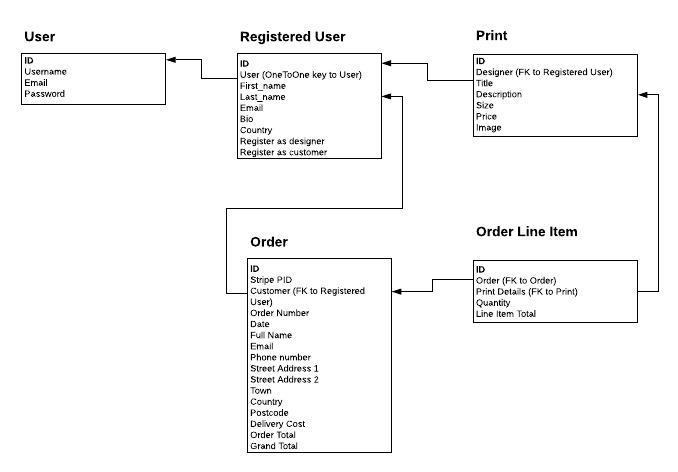 User
ID
Username
Email
Password
Registered User
ID
User (OneToOne key to User)
First_name
Last_name
Email
Bio
Country
Register as designer
Register as customer
Print
ID
Designer (FK to Registered User)
Title
Description
Size
Price
Image
Order
ID
Stripe PID
Customer (FK to Registered
User)
Order Number
Date
Full Name
Email
Phone number
Street Address 1
Street Address 2
Town
Country
Postcode
Delivery Cost
Order Total
Grand Total
Order Line Item
ID
Order (FK to Order)
Print Details (FK to Print)
Quantity
Line Item Total